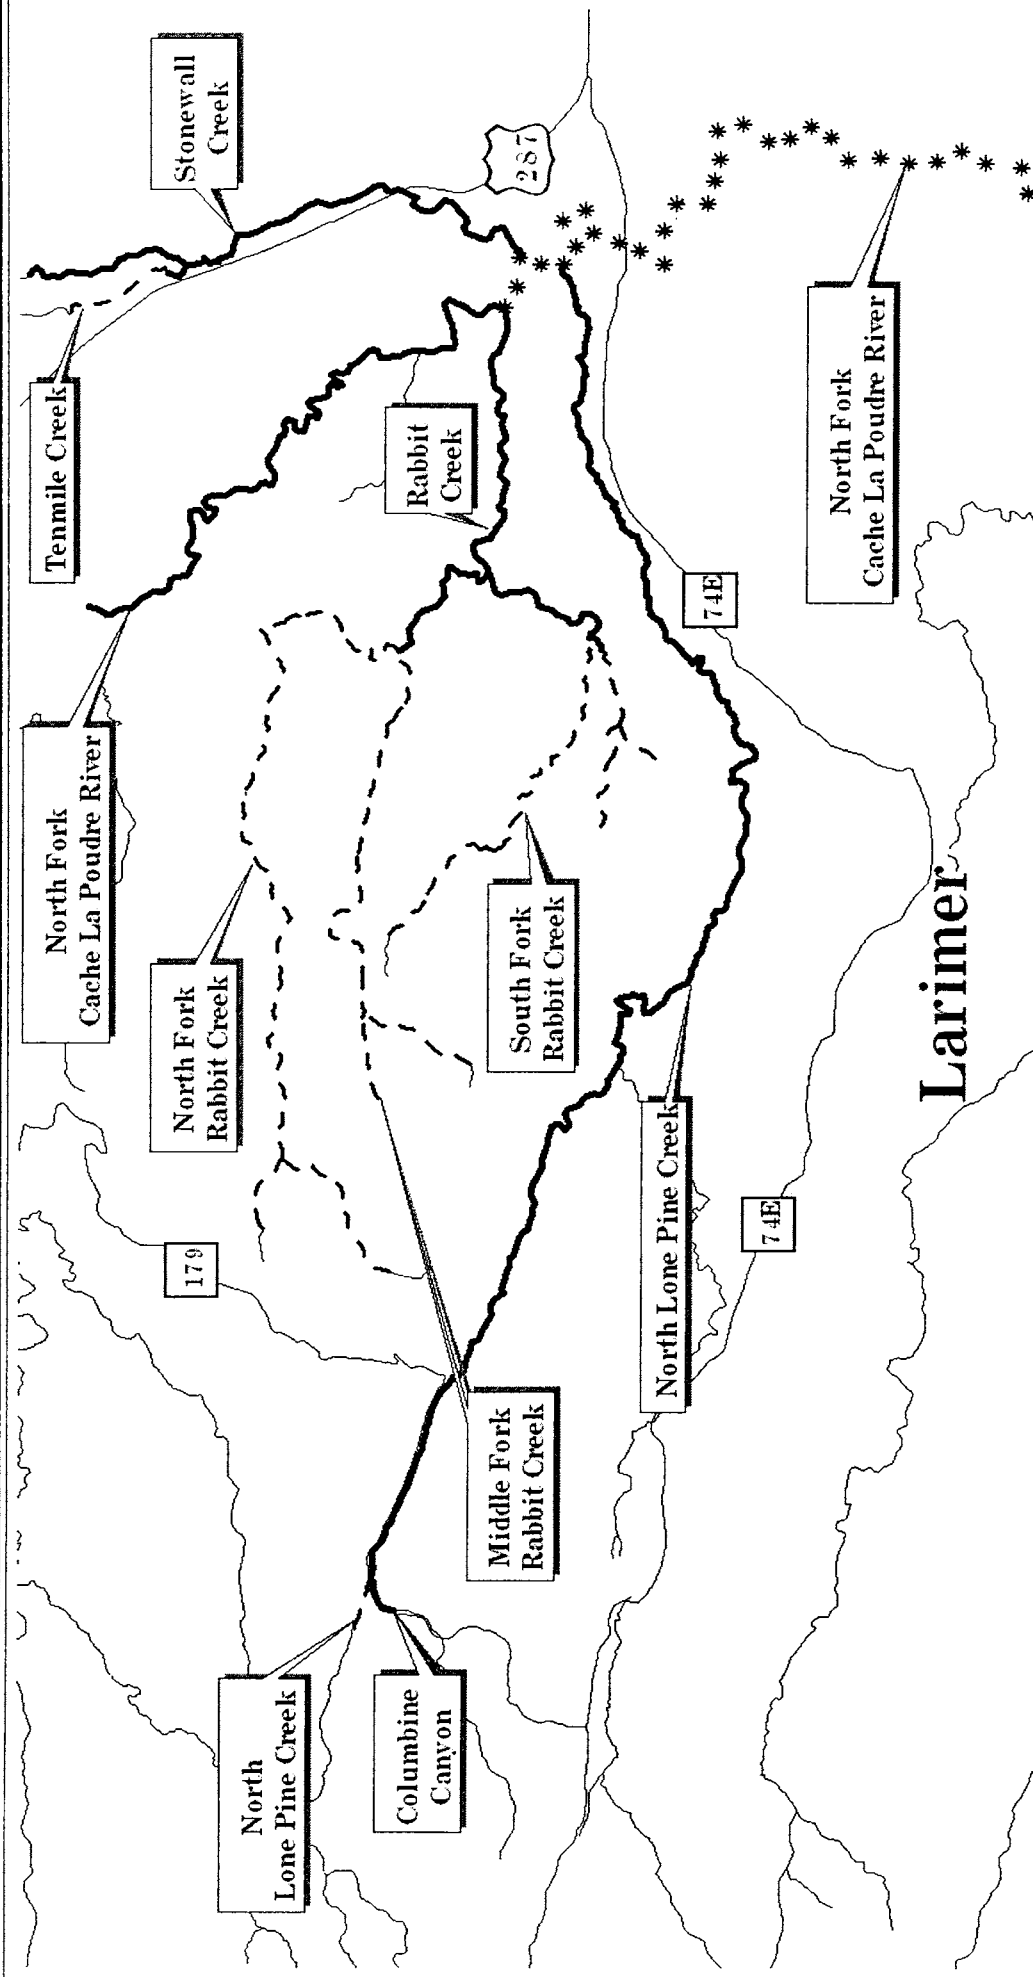 North Fork
Cache La Poudre River
Tenmile Creek
179
North Fork
Rabbit Creek
Stonewall
Creek
North
Lone Pine Creek
Columbine
Canyon
Rabbit
Creek
Middle Fork
Rabbit Creek
South Fork
Rabbit Creek
287
North Lone Pine Creek
74E
74E
North Fork
Cache La Poudre River
Larimer